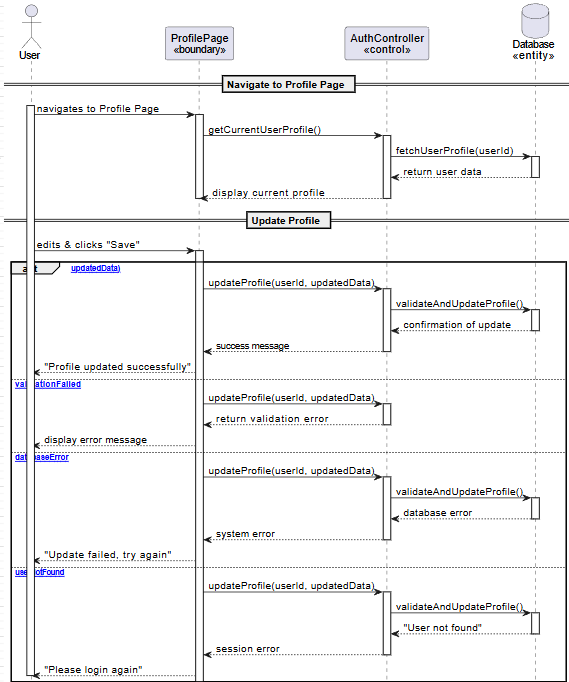 User
ProfilePage
«boundary»
AuthController
«control»
Database
«entity»
Navigate to Profile Page
navigates to Profile Page
getCurrentUserProfile()
fetchUserProfile(userId)
return user data
display current profile
Update Profile
edits & clicks "Save"
updatedData)
updateProfile(userId, updatedData)
validateAndUpdateProfile()
confirmation of update
success message
"Profile updated successfully"
updateProfile(userId, updatedData)
return validation error
display error message
updateProfile(userId, updatedData)
validateAndUpdateProfile()
database error
system error
"Update failed, try again"
updateProfile(userId, updatedData)
validateAndUpdateProfile()
"User not found"
session error
"Please login again"